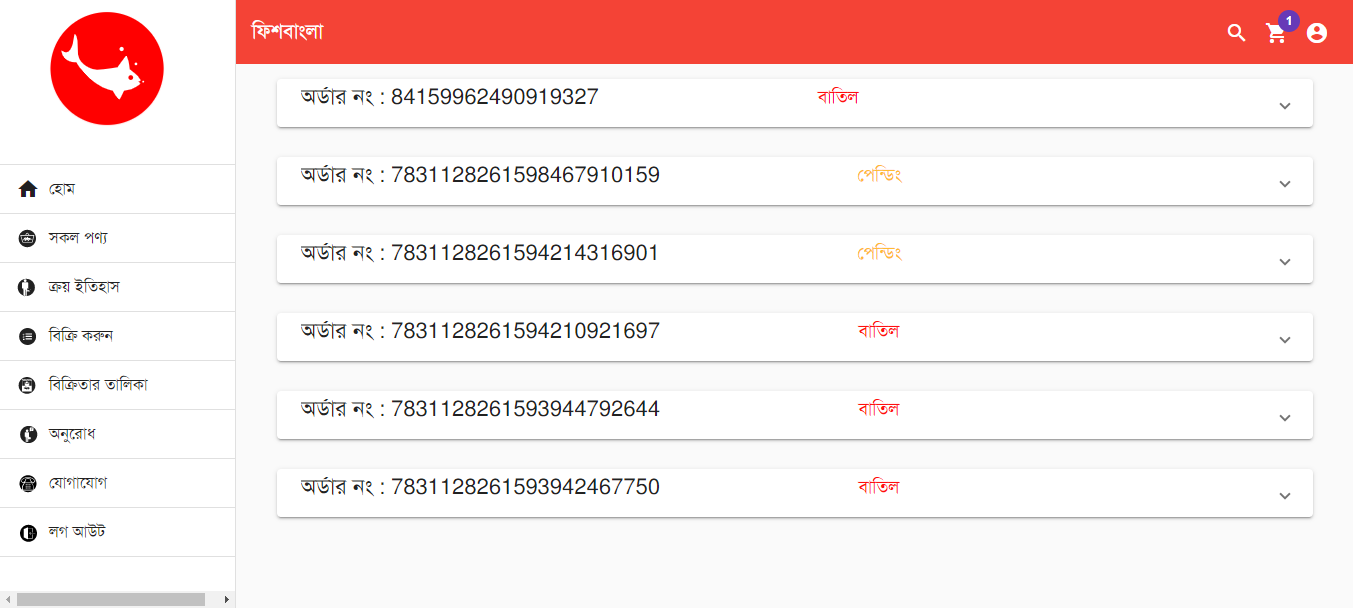 ফিশবাংলা
1
হোম
সকল পণ্য
ক্রয় ইতিহাস
বিক্রি করুন
বিক্রিতার তালিকা
অনুরোধ
যোগাযোগ
লগ আউট
অর্ডার নং : 84159962490919327 বাতিল
অর্ডার নং : 7831128261598467910159 পেন্ডিং
অর্ডার নং : 7831128261594214316901 পেন্ডিং
অর্ডার নং : 7831128261594210921697 বাতিল
অর্ডার নং : 7831128261593944792644 বাতিল
অর্ডার নং : 7831128261593942467750 বাতিল